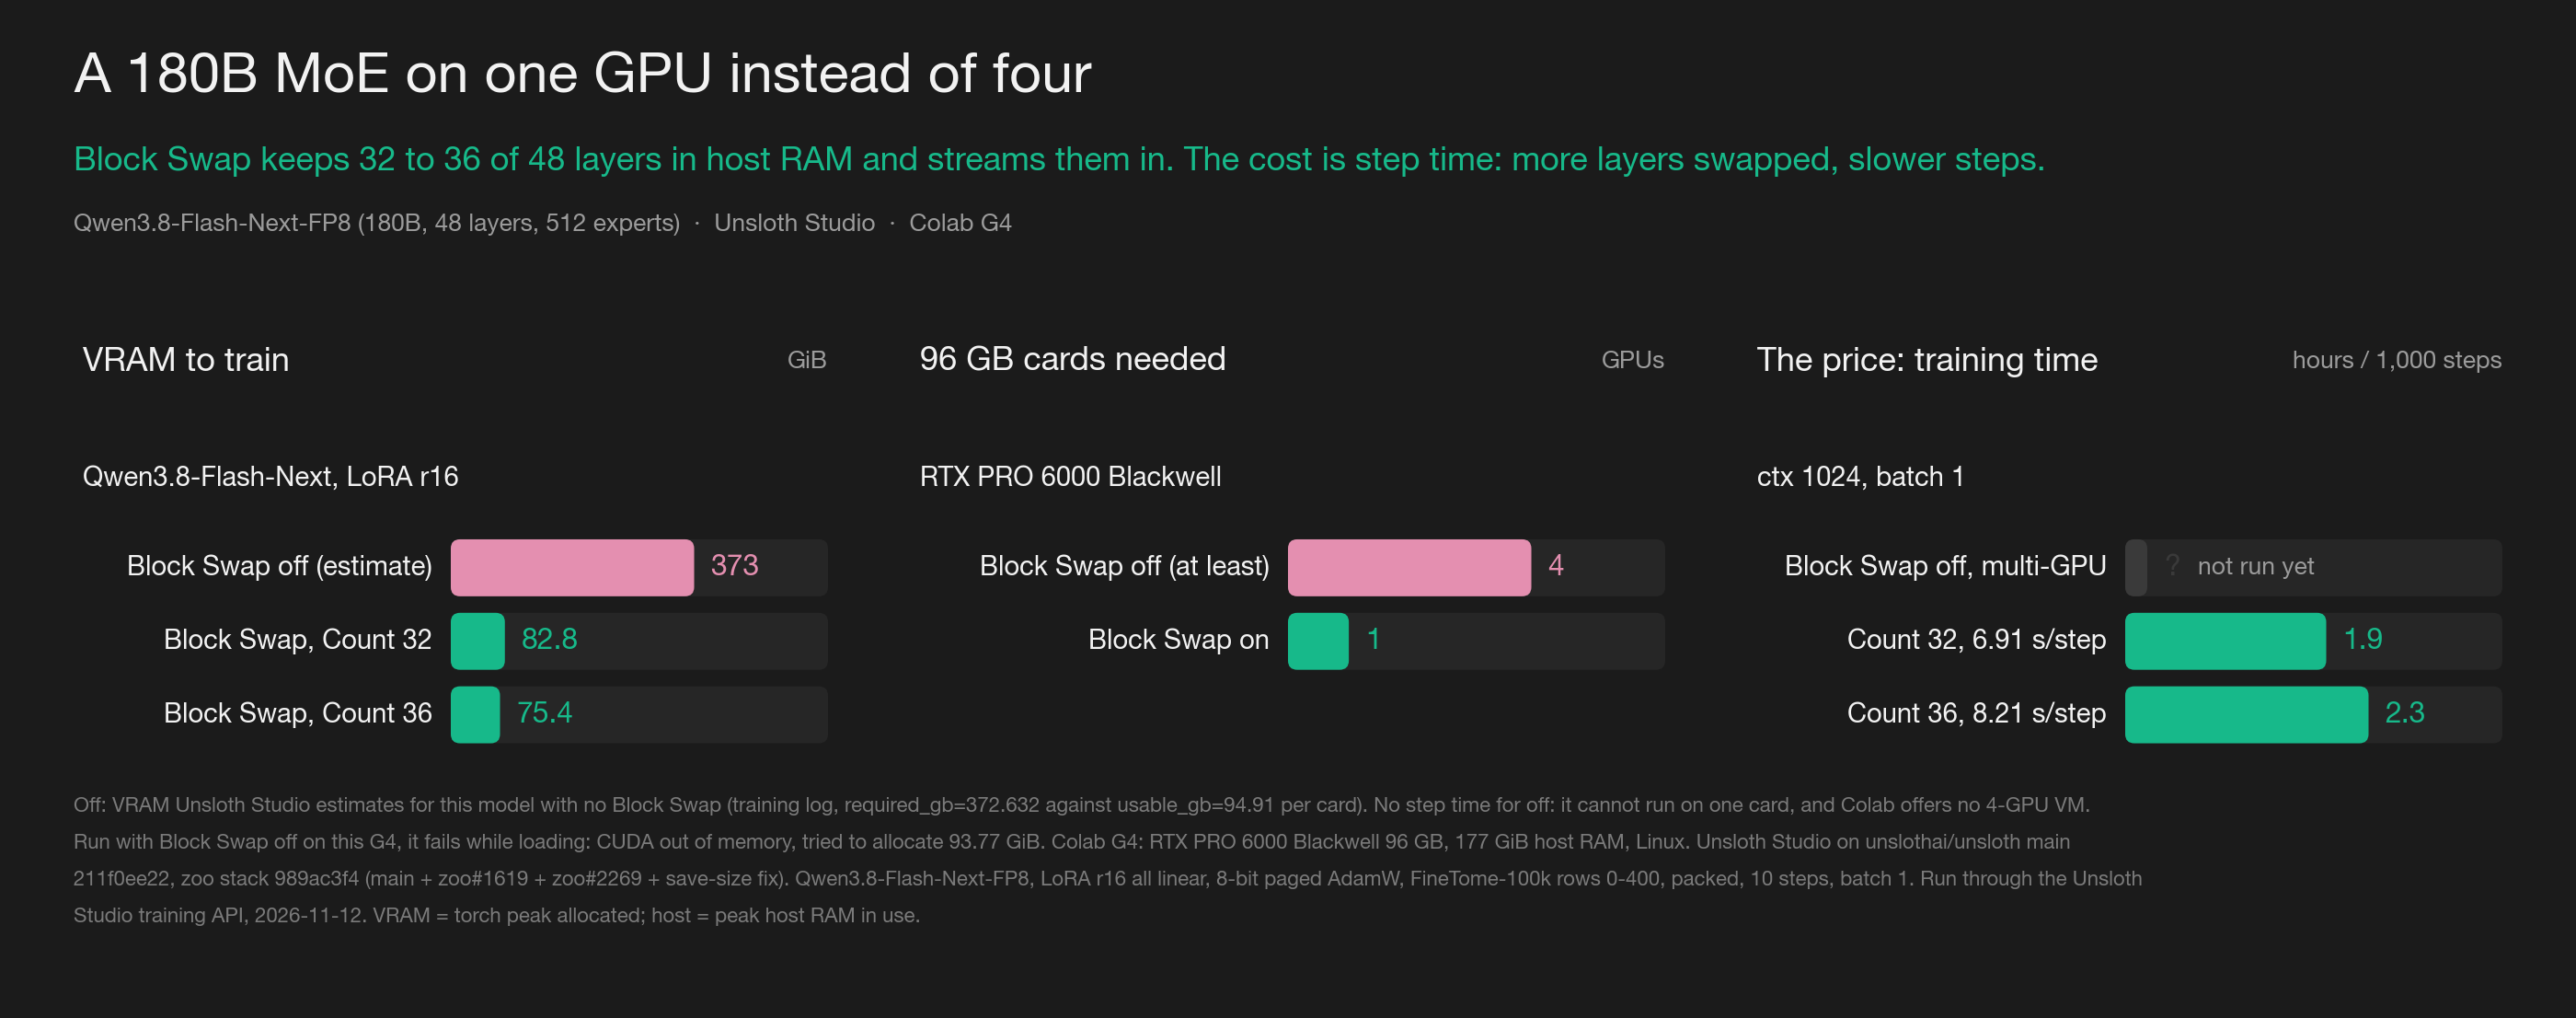 A 180B MoE on one GPU instead of four
Block Swap keeps 32 to 36 of 48 layers in host RAM and streams them in. The cost is step time: more layers swapped, slower steps.
Qwen3.8-Flash-Next-FP8 (180B, 48 layers, 512 experts) · Unsloth Studio · Colab G4
VRAM to train GiB
Qwen3.8-Flash-Next, LoRA r16
Block Swap off (estimate) 373
Block Swap, Count 32 82.8
Block Swap, Count 36 75.4
96 GB cards needed GPUs
RTX PRO 6000 Blackwell
Block Swap off (at least) 4
Block Swap on 1
The price: training time hours / 1,000 steps
ctx 1024, batch 1
Block Swap off, multi-GPU ? not run yet
Count 32, 6.91 s/step 1.9
Count 36, 8.21 s/step 2.3
Off: VRAM Unsloth Studio estimates for this model with no Block Swap (training log, required_gb=372.632 against usable_gb=94.91 per card). No step time for off: it cannot run on one card, and Colab offers no 4-GPU VM.
Run with Block Swap off on this G4, it fails while loading: CUDA out of memory, tried to allocate 93.77 GiB. Colab G4: RTX PRO 6000 Blackwell 96 GB, 177 GiB host RAM, Linux. Unsloth Studio on unslothai/unsloth main
211f0ee22, zoo stack 989ac3f4 (main + zoo#1619 + zoo#2269 + save-size fix). Qwen3.8-Flash-Next-FP8, LoRA r16 all linear, 8-bit paged AdamW, FineTome-100k rows 0-400, packed, 10 steps, batch 1. Run through the Unsloth
Studio training API, 2026-11-12. VRAM = torch peak allocated; host = peak host RAM in use.